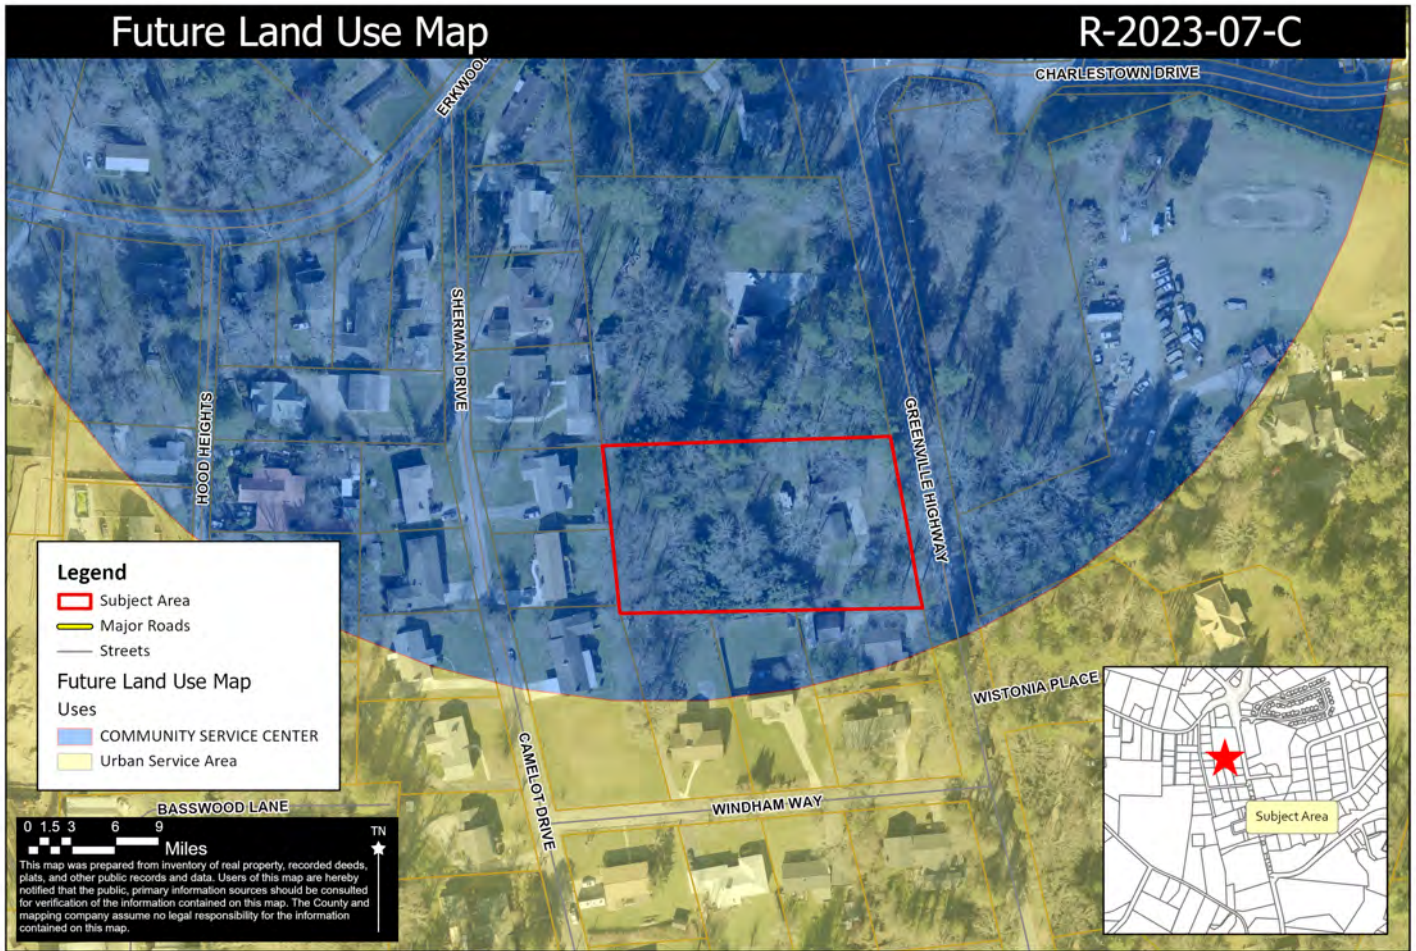 Future Land Use Map
R-2023-07-C
CHARLESTOWN DRIVE
SHERMAN DRIVE
HOOD HEIGHTS
GREENVILLE HIGHWAY
Legend
Subject Area
Major Roads
Streets
Future Land Use Map
Uses
COMMUNITY SERVICE CENTER
Urban Service Area
WISTONIA PLACE
CAMELOT DRIVE
BASSWOOD LANE
WINDHAM WAY
Subject Area
0 1.5 3 6 9
Miles
TN
This map was prepared from inventory of real property, recorded deeds,
plats, and other public records and data. Users of this map are hereby
notified that the public, primary information sources should be consulted
for verification of the information contained on this map. The County and
mapping company assume no legal responsibility for the information
contained on this map.